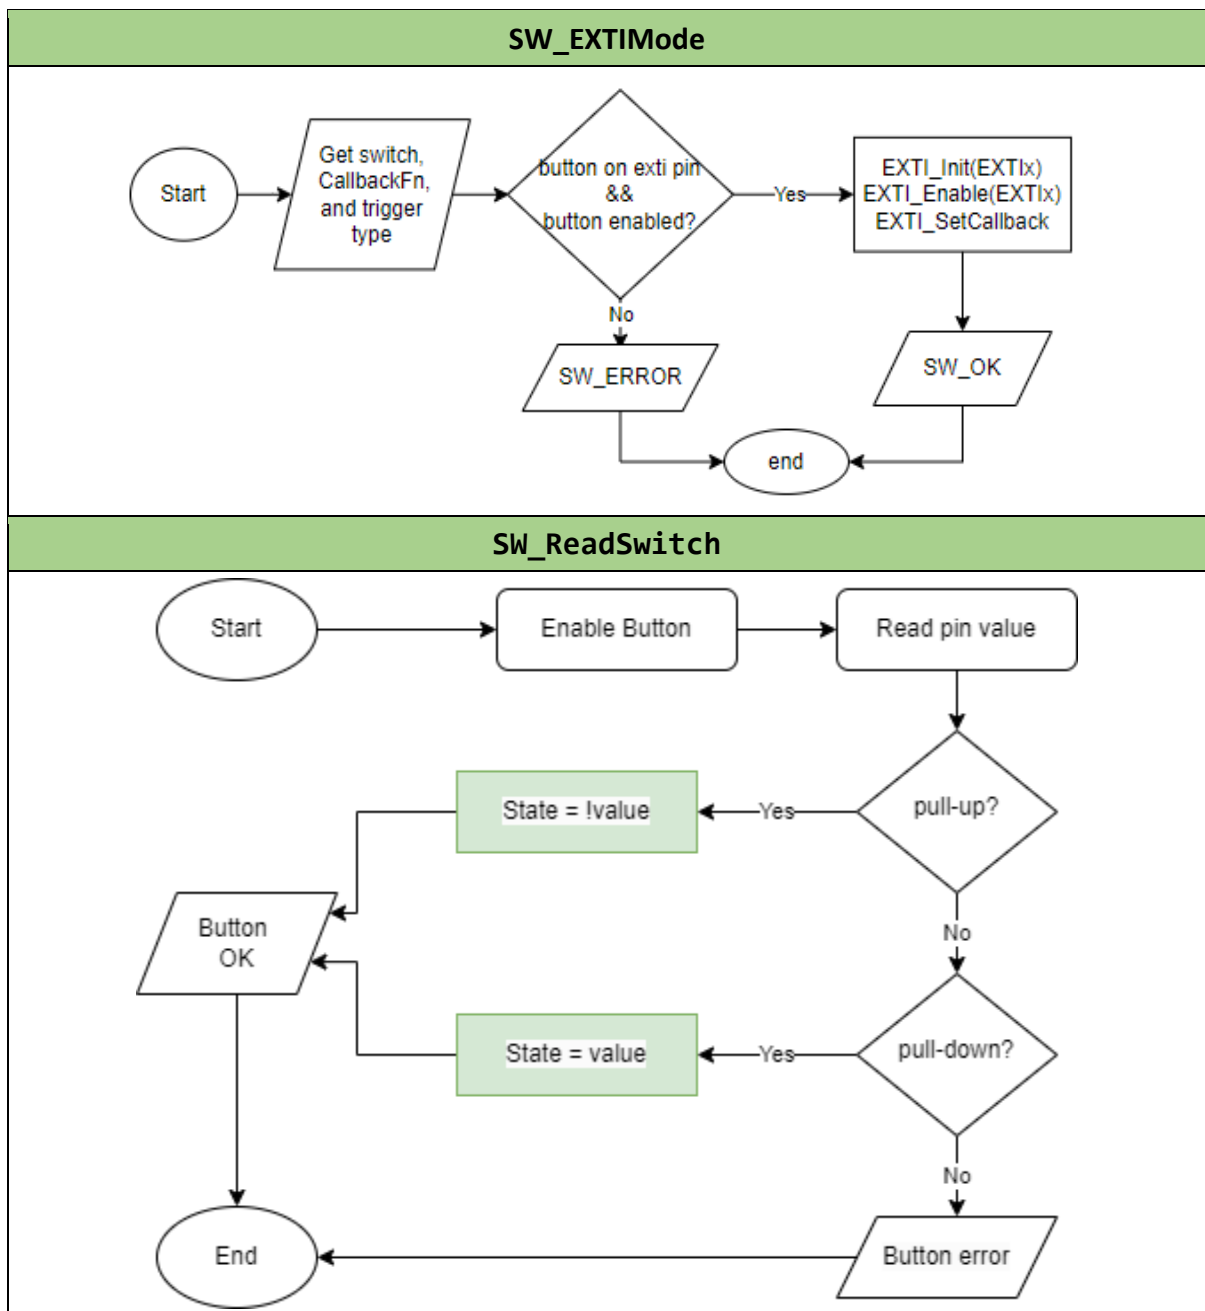 SW_EXTIMode
Start
Get switch,
CallbackFn,
and trigger
type
button on exti pin
&&
button enabled?
Yes
EXTI_Init(EXTIx)
EXTI_Enable(EXTIx)
EXTI_SetCallback
No
SW_ERROR
SW_OK
end
SW_ReadSwitch
Start
Enable Button
Read pin value
pull-up?
Yes
State = !value
Button
OK
No
pull-down?
Yes
State = value
No
Button error
End